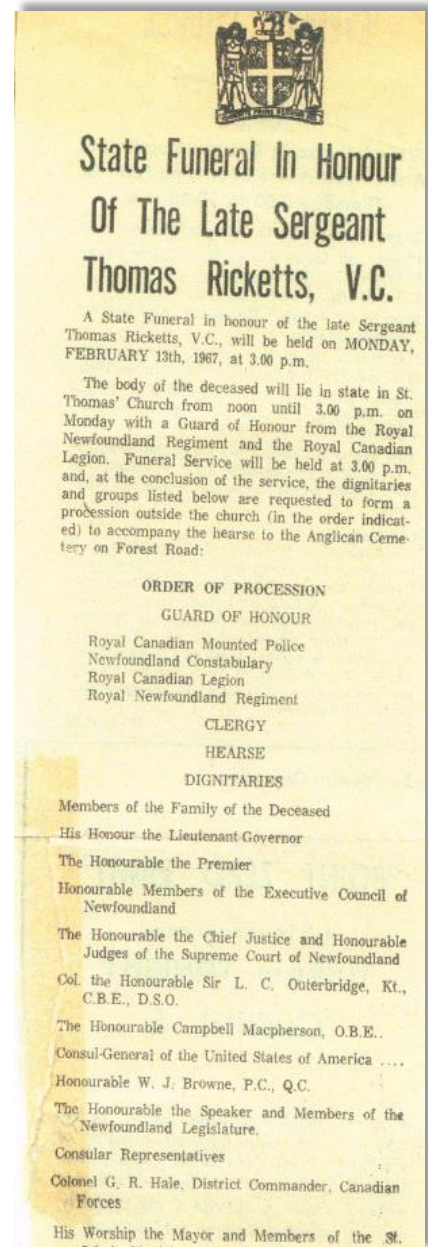 State Funeral In Honour
Of The Late Sergeant
Thomas Ricketts, V.C.
A State Funeral in honour of the late Sergeant
Thomas Ricketts, V.C., will be held on MONDAY,
FEBRUARY 13th, 1967, at 3.00 p.m.
The body of the deceased will lie in state in St.
Thomas' Church from noon until 3.00 p.m. on
Monday with a Guard of Honour from the Royal
Newfoundland Regiment and the Royal Canadian
Legion. Funeral Service will be held at 3.00 p.m.
and, at the conclusion of the service, the dignitaries
and groups listed below are requested to form a
procession outside the church (in the order indicat-
ed) to accompany the hearse to the Anglican Ceme-
tery on Forest Road:
ORDER OF PROCESSION
GUARD OF HONOUR
Royal Canadian Mounted Police
Newfoundland Constabulary
Royal Canadian Legion
Royal Newfoundland Regiment
CLERGY
HEARSE
DIGNITARIES
Members of the Family of the Deceased
His Honour the Lieutenant-Governor
The Honourable the Premier
Honourable Members of the Executive Council of
Newfoundland
The Honourable the Chief Justice and Honourable
Judges of the Supreme Court of Newfoundland
Col. the Honourable Sir L. C. Outerbridge, Kt.,
C.B.E., D.S.O.
The Honourable Campbell Macpherson, O.B.E..
Consul-General of the United States of America ....
Honourable W. J. Browne, P.C., Q.C.
The Honourable the Speaker and Members of the
Newfoundland Legislature.
Consular Representatives
Colonel G. R. Hale, District Commander, Canadian
Forces
His Worship the Mayor and Members of the St.